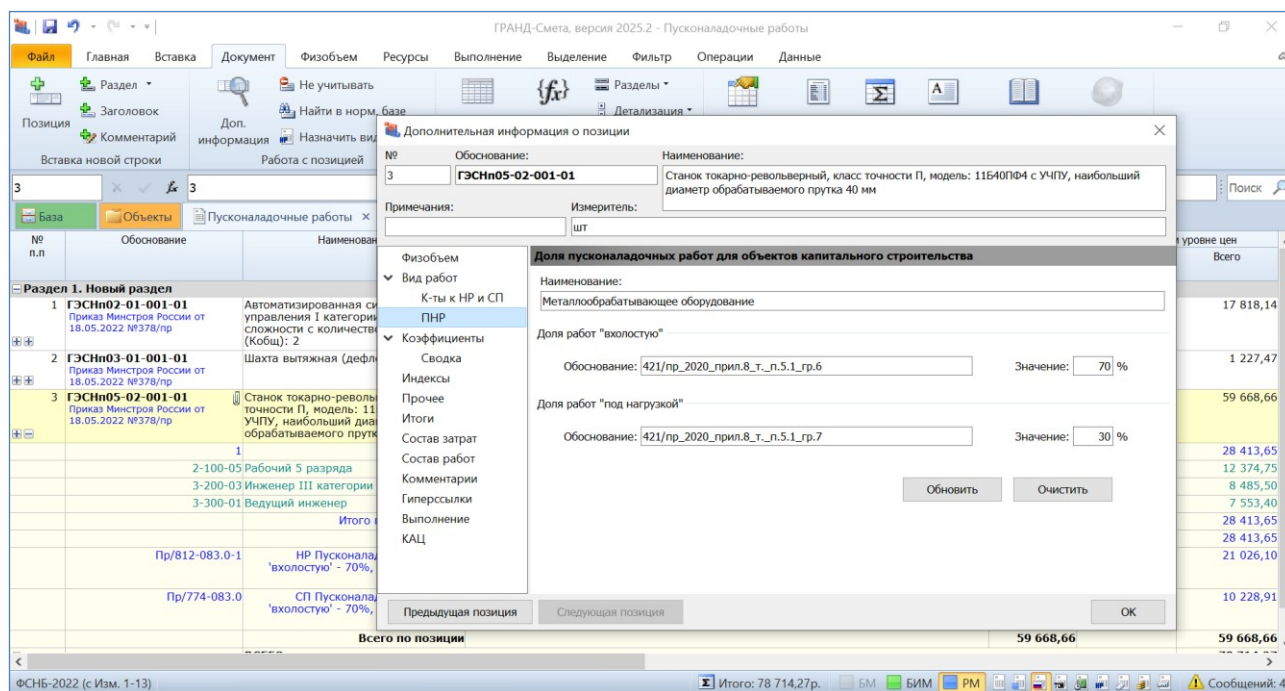 ГРАНД-Смета, версия 2025.2 - Пусконаладочные работы
Файл Главная Вставка Документ Физобъем Ресурсы Выполнение Выделение Фильтр Операции Данные
Позиция
Раздел
Заголовок
Комментарий
Вставка новой строки
Доп.
информация
Не учитывать
Найти в норм. базе
Назначить
Работа с позицией
{fx}
Разделы
Детализация
3 fx 3
Поиск
База Объекты Пусконаладочные работы
№
п.п
Обоснование
уровне цен
Всего
Раздел 1. Новый раздел
1 ГЭСНп02-01-001-01
Приказ Минстроя России от
18.05.2022 №378/пр
Автоматизированная
управления I категории
(Кобщ): 2
17 818,14
2 ГЭСНп03-01-001-01
Приказ Минстроя России от
18.05.2022 №378/пр
Шахта вытяжная
1 227,47
3 ГЭСНп05-02-001-01
Приказ Минстроя России от
18.05.2022 №378/пр
Станок
точности П, модель:
УЧПУ, наибольший
обрабатываемого
59 668,66
1 28 413,65
2-100-05 Рабочий 5 разряда 12 374,75
3-200-03 Инженер III категории 8 485,50
3-300-01 Ведущий инженер 7 553,40
Итого 28 413,65
28 413,65
Пр/812-083.0-1 НР 21 026,10
'вхолостую' - 70%,
Пр/774-083.0 СП 10 228,91
'вхолостую' - 70%,
Всего по позиции 59 668,66 59 668,66
Дополнительная информация о позиции
№ Обоснование: Наименование:
3 ГЭСНп05-02-001-01 Станок токарно-револьверный, класс точности П, модель: 11Б40ПФ4 с УЧПУ, наибольший
диаметр обрабатываемого прутка 40 мм
Примечания: Измеритель:
шт
Физобъем
Вид работ
К-ты к НР и СП
ПНР
Коэффициенты
Сводка
Индексы
Прочее
Итоги
Состав затрат
Состав работ
Комментарии
Гиперссылки
Выполнение
КАЦ
Доля пусконаладочных работ для объектов капитального строительства
Наименование:
Металлообрабатывающее оборудование
Доля работ "вхолостую"
Обоснование: 421/пр_2020_прил.8_т._п.5.1_гр.6 Значение: 70 %
Доля работ "под нагрузкой"
Обоснование: 421/пр_2020_прил.8_т._п.5.1_гр.7 Значение: 30 %
Обновить Очистить
Предыдущая позиция Следующая позиция OK
ФСНБ-2022 (с Изм. 1-13) Итого: 78 714,27р. БМ БИМ РМ Сообщений: 4